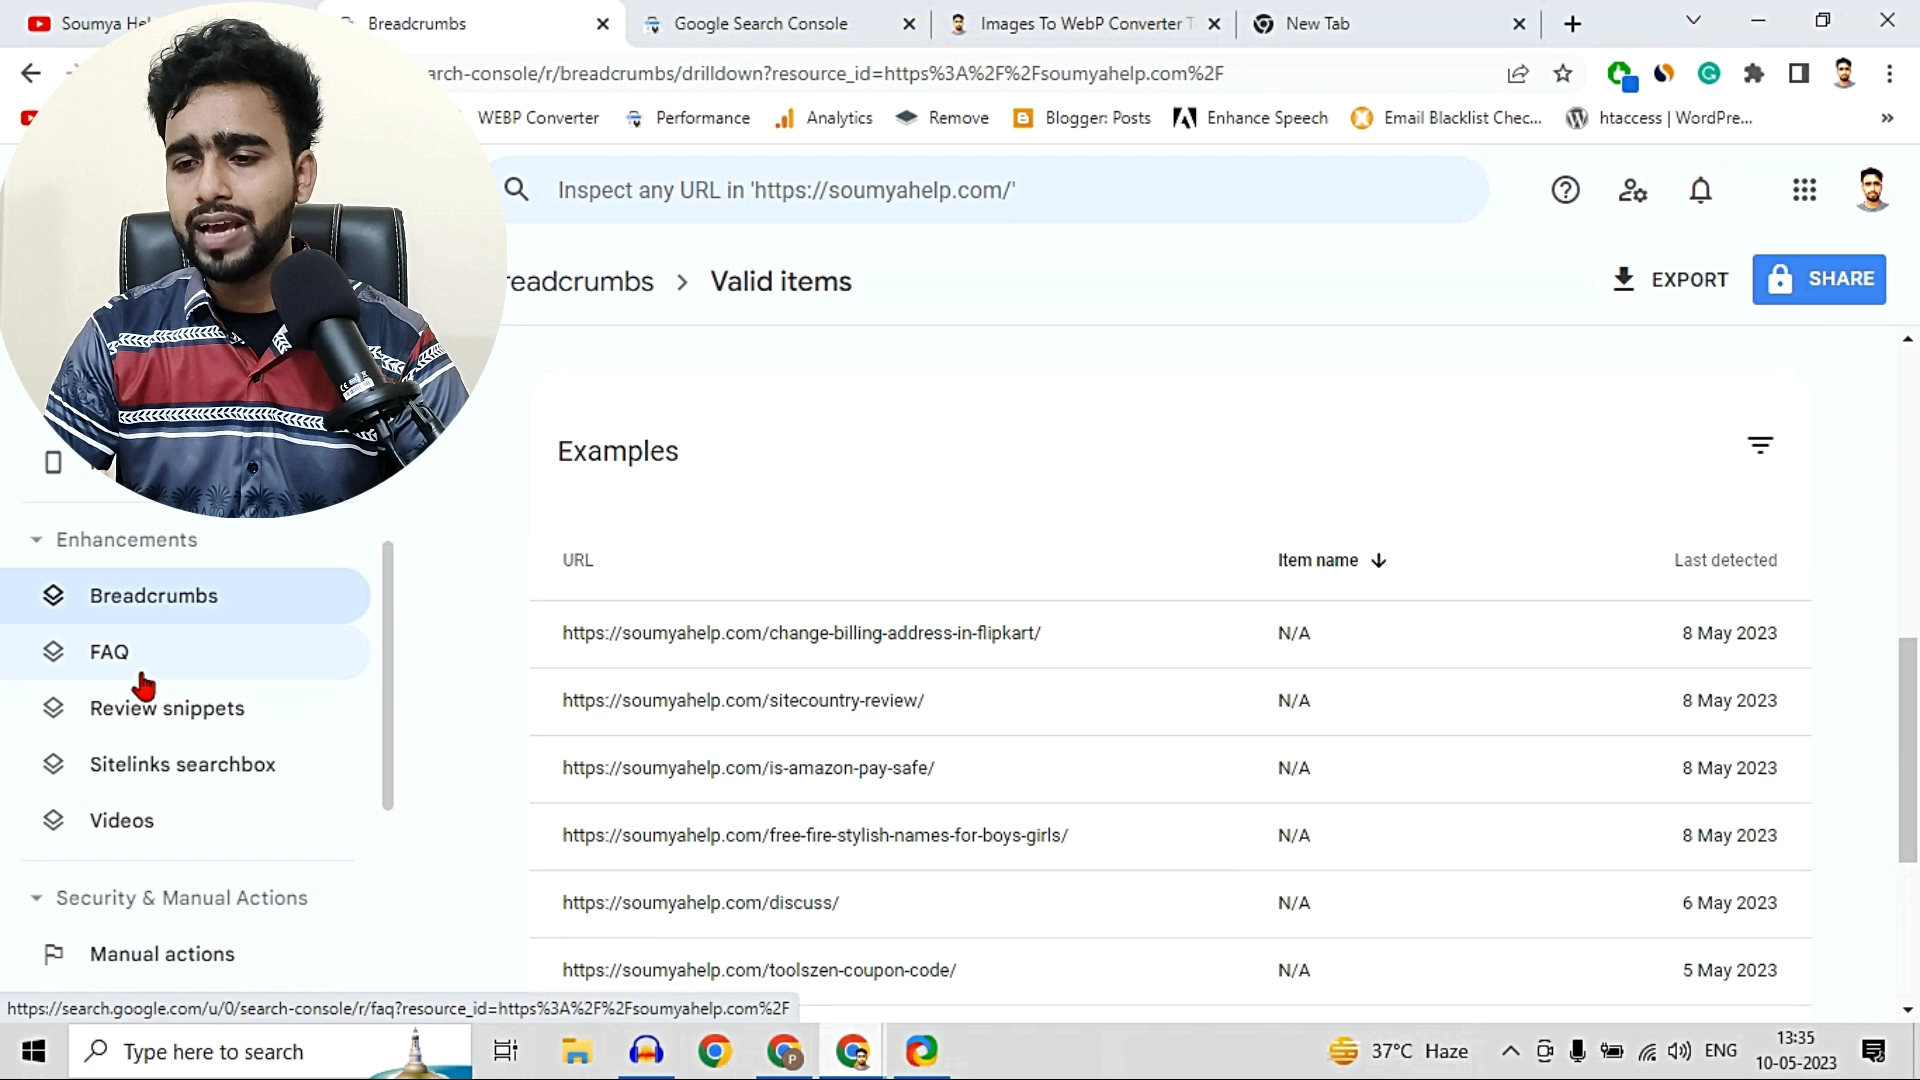 Soumya He
Breadcrumbs
Google Search Console
Images To WebP Converter T
New Tab
arch-console/r/breadcrumbs/drilldown?resource_id=https%3A%2F%2Fsoumyahelp.com%2F
WEBP Converter
Performance
Analytics
Remove
Blogger: Posts
Enhance Speech
Email Blacklist Chec...
htaccess | WordPre...
»
Inspect any URL in 'https://soumyahelp.com/'
readcrumbs > Valid items
EXPORT
SHARE
Examples
URL Item name Last detected
https://soumyahelp.com/change-billing-address-in-flipkart/ N/A 8 May 2023
https://soumyahelp.com/sitecountry-review/ N/A 8 May 2023
https://soumyahelp.com/is-amazon-pay-safe/ N/A 8 May 2023
https://soumyahelp.com/free-fire-stylish-names-for-boys-girls/ N/A 8 May 2023
https://soumyahelp.com/discuss/ N/A 6 May 2023
https://soumyahelp.com/toolszen-coupon-code/ N/A 5 May 2023
Enhancements
Breadcrumbs
FAQ
Review snippets
Sitelinks searchbox
Videos
Security & Manual Actions
Manual actions
https://search.google.com/u/0/search-console/r/faq?resource_id=https%3A%2F%2Fsoumyahelp.com%2F
Type here to search
P
37°C Haze
ENG
13:35
10-05-2023